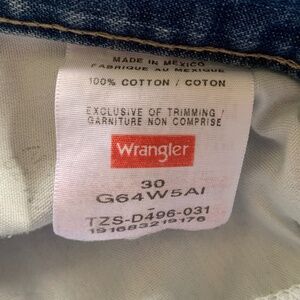 MADE IN MEXICO
FABRIQUÉ AU MEXIQUE
100% COTTON / COTON
EXCLUSIVE OF TRIMMING /
GARNITURE NON COMPRISE
Wrangler
30
G64W5AI
-
TZS-D496-031
191683219176